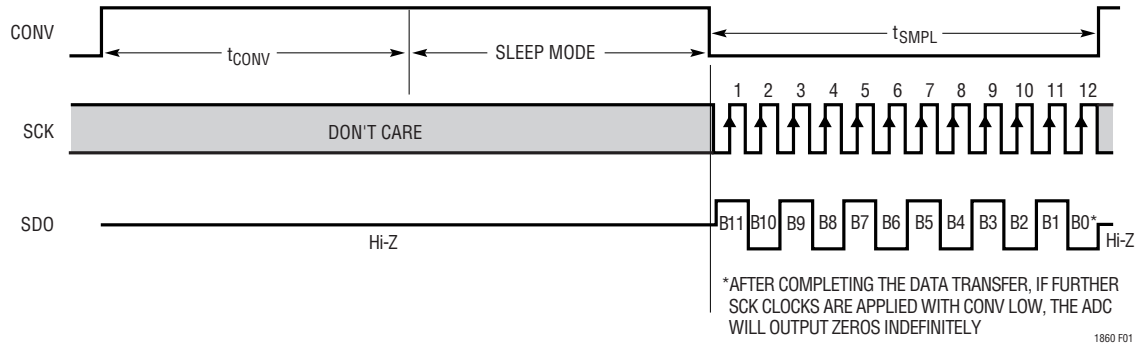 CONV
tCONV
SLEEP MODE
tSMPL
1 2 3 4 5 6 7 8 9 10 11 12
SCK
DON'T CARE
SDO
Hi-Z
B11 B10 B9 B8 B7 B6 B5 B4 B3 B2 B1 B0*
Hi-Z
*AFTER COMPLETING THE DATA TRANSFER, IF FURTHER
SCK CLOCKS ARE APPLIED WITH CONV LOW, THE ADC
WILL OUTPUT ZEROS INDEFINITELY
1860 F01